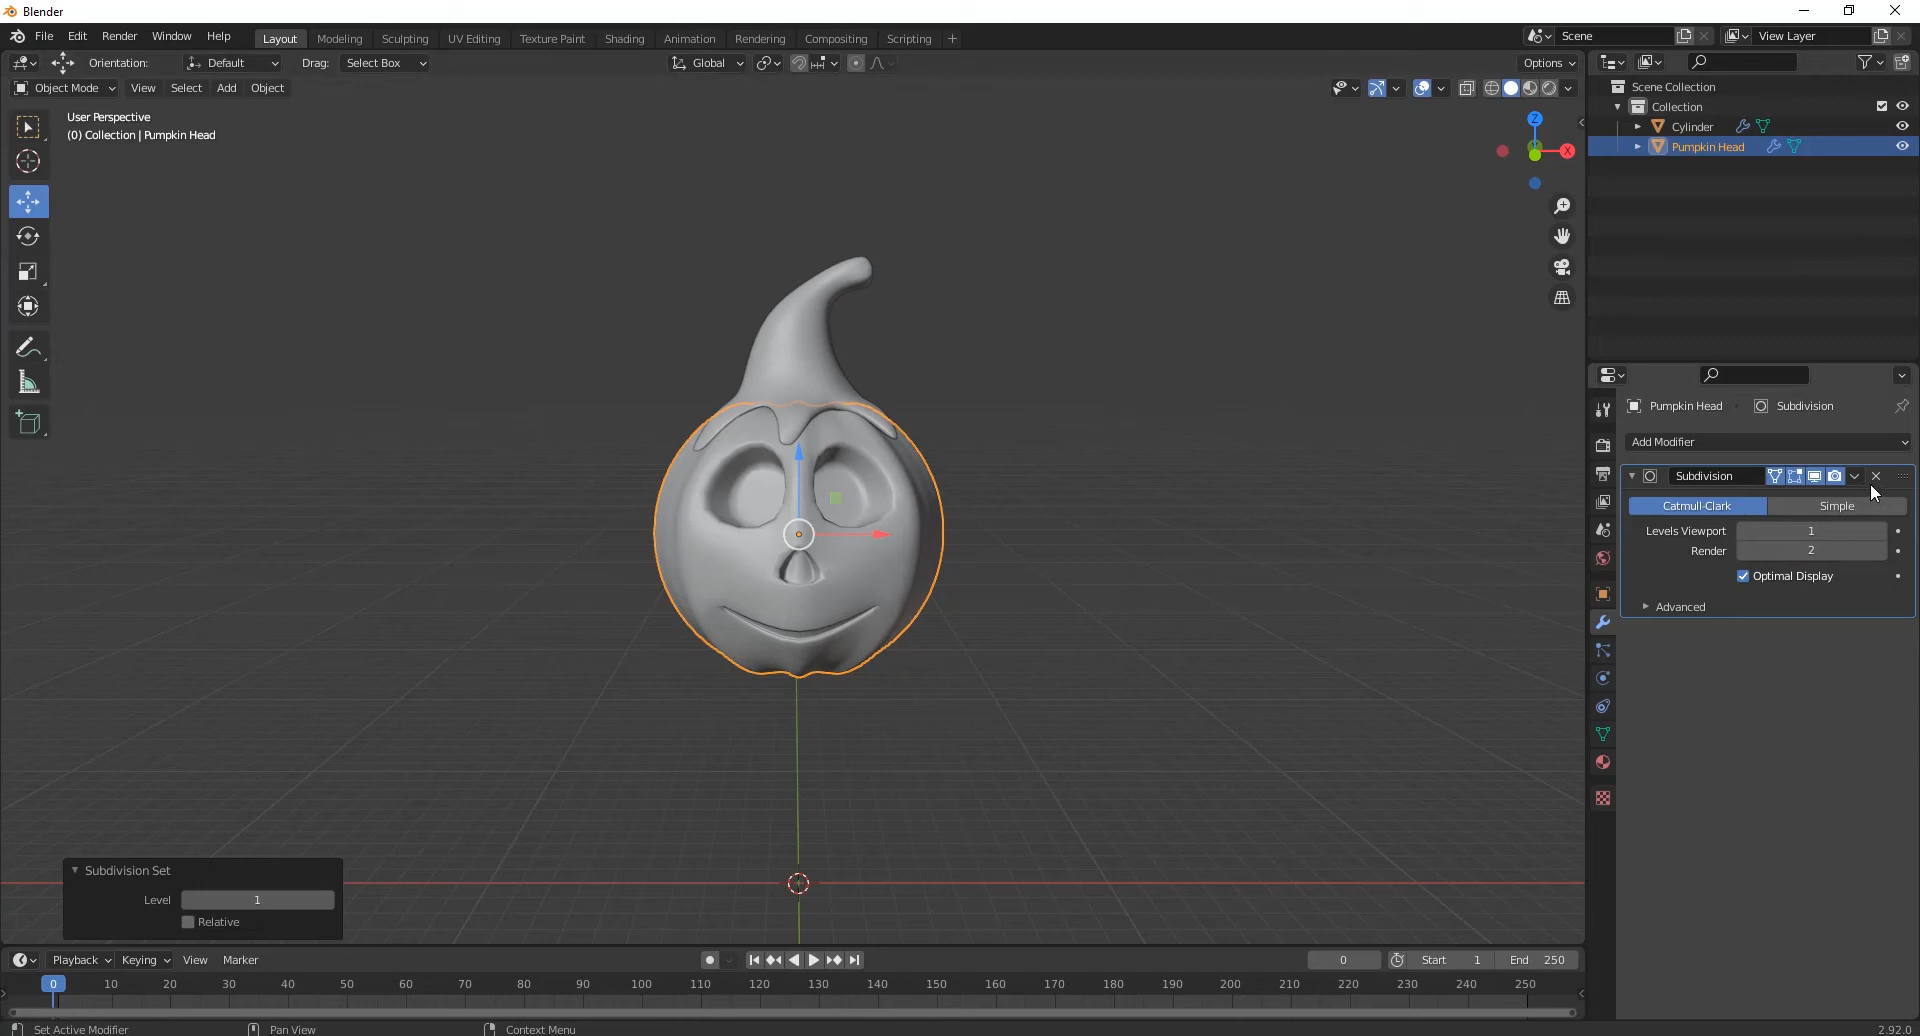 Blender
File Edit Render Window Help
Layout Modeling Sculpting UV Editing Texture Paint Shading Animation Rendering Compositing Scripting +
Scene
View Layer
Orientation: Default Drag: Select Box
Global
Options
Object Mode View Select Add Object
User Perspective
(0) Collection | Pumpkin Head
Z
X
Scene Collection
Collection
Cylinder
Pumpkin Head
Pumpkin Head Subdivision
Add Modifier
Subdivision
Catmull-Clark Simple
Levels Viewport 1
Render 2
Optimal Display
Advanced
Subdivision Set
Level 1
Relative
Playback Keying View Marker
0 Start 1 End 250
0 10 20 30 40 50 60 70 80 90 100 110 120 130 140 150 160 170 180 190 200 210 220 230 240 250
Set Active Modifier Pan View Context Menu
2.92.0